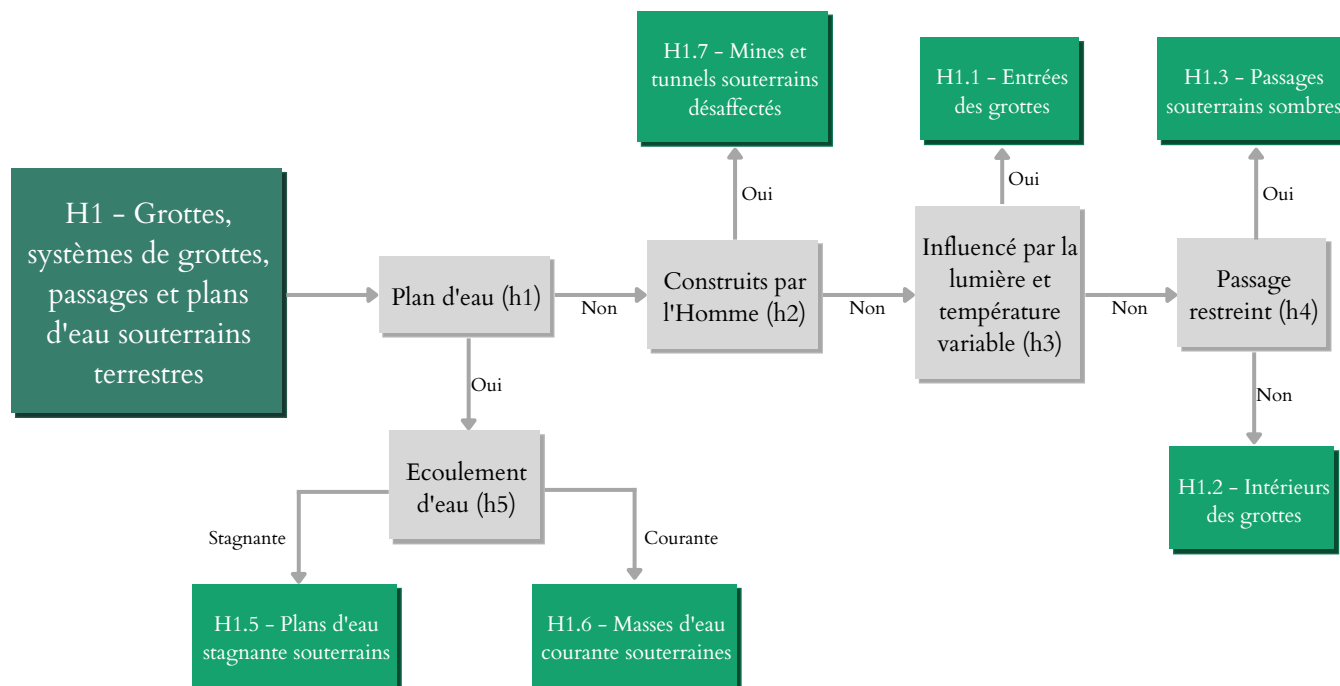 H1.7 - Mines et
tunnels souterrains
désaffectés
H1.1 - Entrées
des grottes
H1.3 - Passages
souterrains sombres
Oui
Oui
Oui
H1 - Grottes,
systèmes de grottes,
passages et plans
d'eau souterrains
terrestres
Plan d'eau (h1)
Non
Construits par
l'Homme (h2)
Non
Influencé par la
lumière et
température
variable (h3)
Non
Passage
restreint (h4)
Oui
Non
Ecoulement
d'eau (h5)
H1.2 - Intérieurs
des grottes
Stagnante
Courante
H1.5 - Plans d'eau
stagnante souterrains
H1.6 - Masses d'eau
courante souterraines